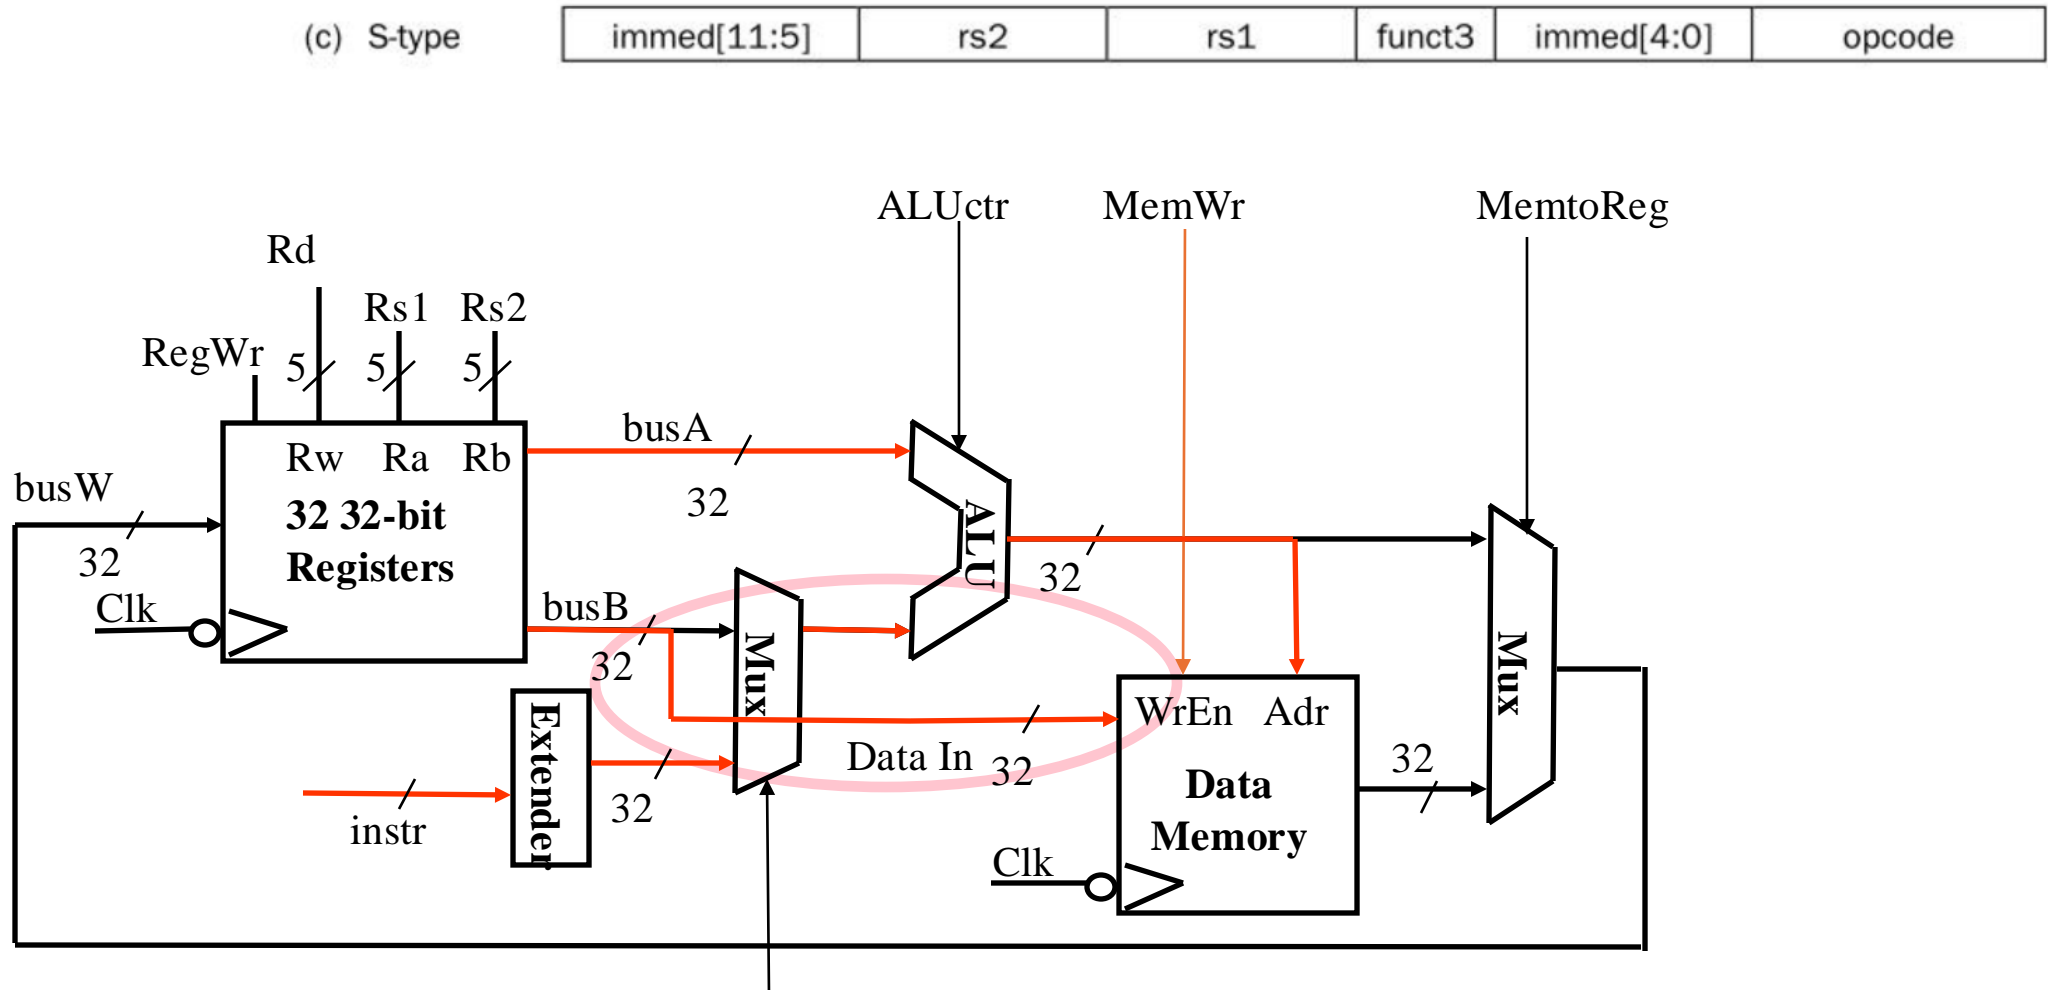 (c) S-type immed[11:5] rs2 rs1 funct3 immed[4:0] opcode
ALUctr MemWr MemtoReg
Rd
Rs1 Rs2
RegWr 5 5 5
busA
Rw Ra Rb
busW 32
32 32-bit
Registers
ALU
32
32
Clk
busB
32
Mux
Mux
Extender
WrEn Adr
Data In 32
32
instr
32
Data
Memory
Clk